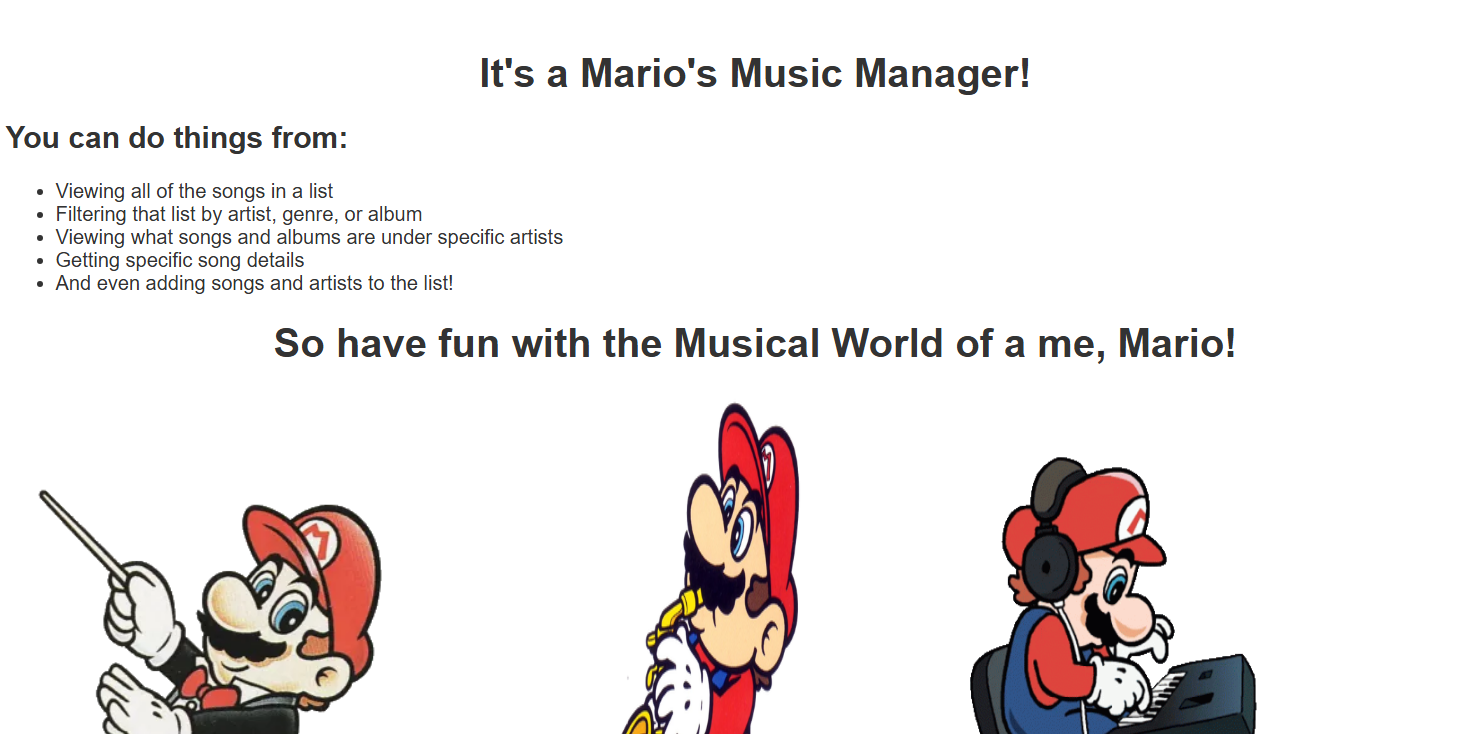 It's a Mario's Music Manager!
You can do things from:
Viewing all of the songs in a list
Filtering that list by artist, genre, or album
Viewing what songs and albums are under specific artists
Getting specific song details
And even adding songs and artists to the list!
So have fun with the Musical World of a me, Mario!
M
M
M